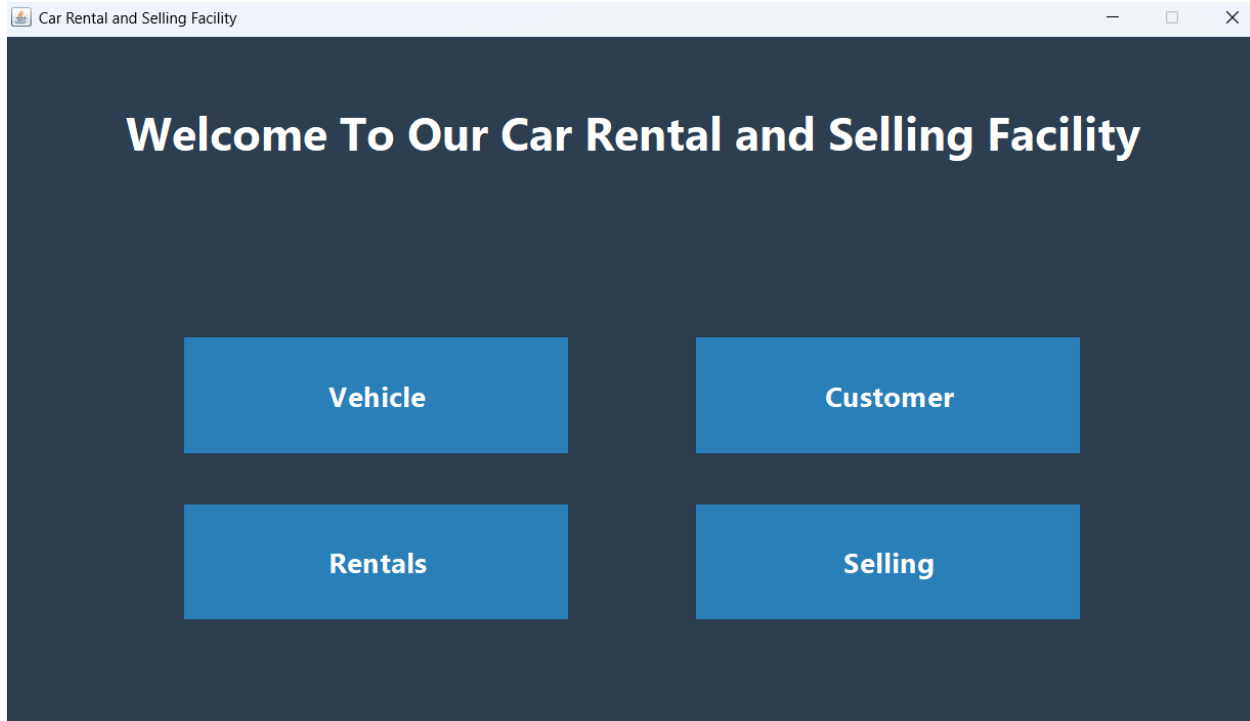 Car Rental and Selling Facility
Welcome To Our Car Rental and Selling Facility
Vehicle
Customer
Rentals
Selling